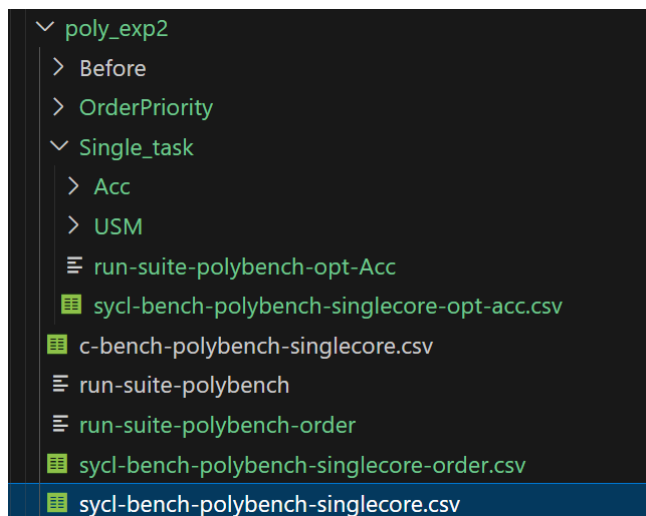 poly_exp2
Before
OrderPriority
Single_task
Acc
USM
run-suite-polybench-opt-Acc
sycl-bench-polybench-singlecore-opt-acc.csv
c-bench-polybench-singlecore.csv
run-suite-polybench
run-suite-polybench-order
sycl-bench-polybench-singlecore-order.csv
sycl-bench-polybench-singlecore.csv